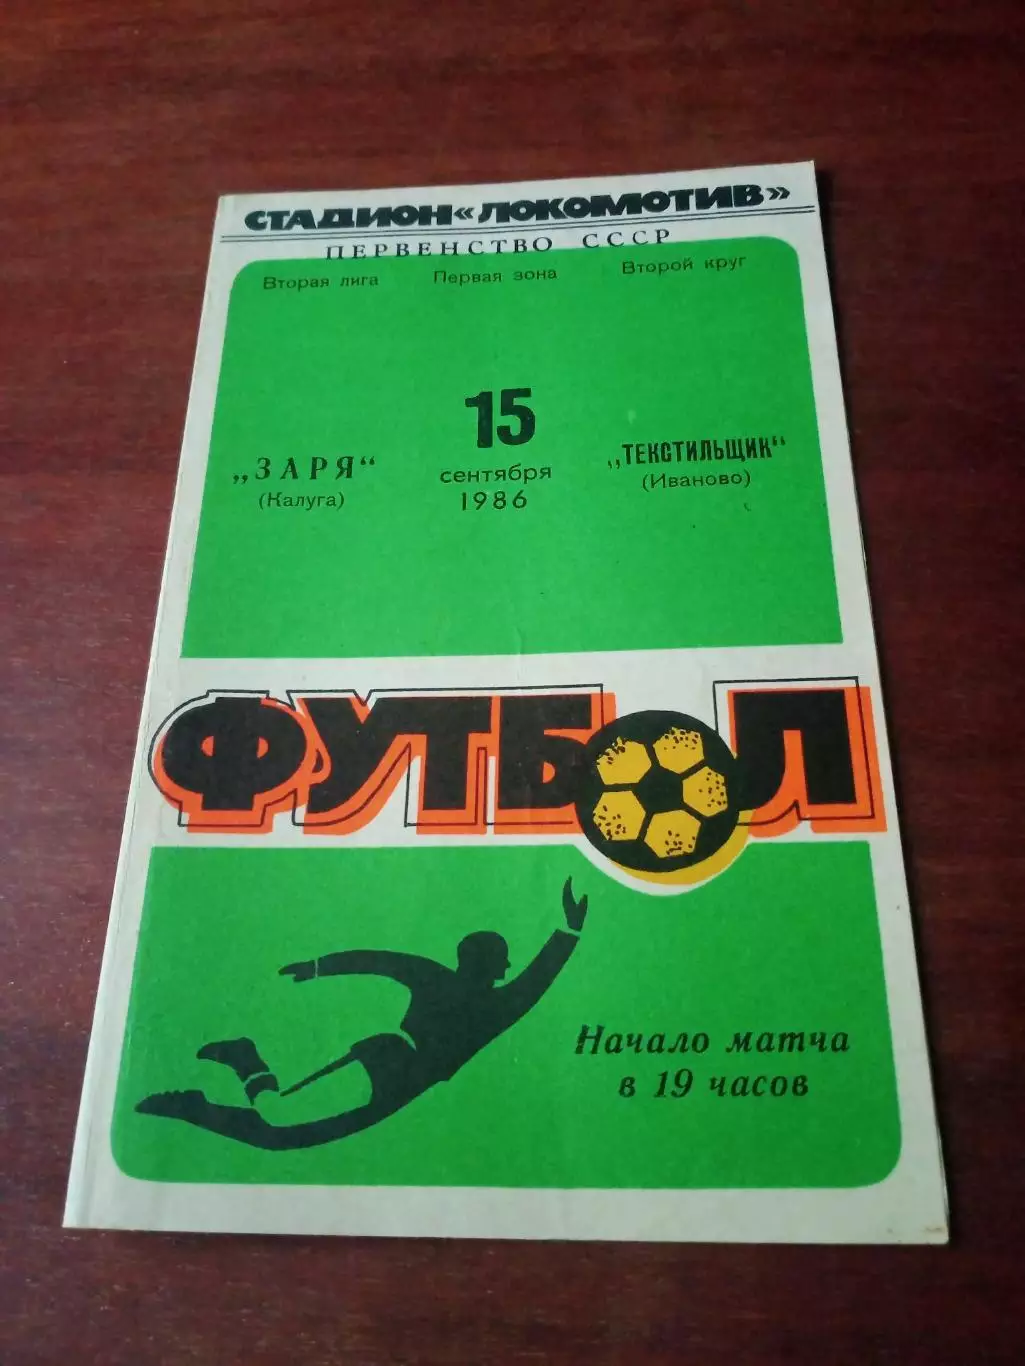 СТАДИОН «ЛОКОМОТИВ»
ПЕРВЕНСТВО СССР
Вторая лига Первая зона Второй круг
„ЗАРЯ“
(Калуга)
15
сентября
1986
„ТЕКСТИЛЬЩИК“
(Иваново)
ФУТБОЛ
Начало матча
в 19 часов